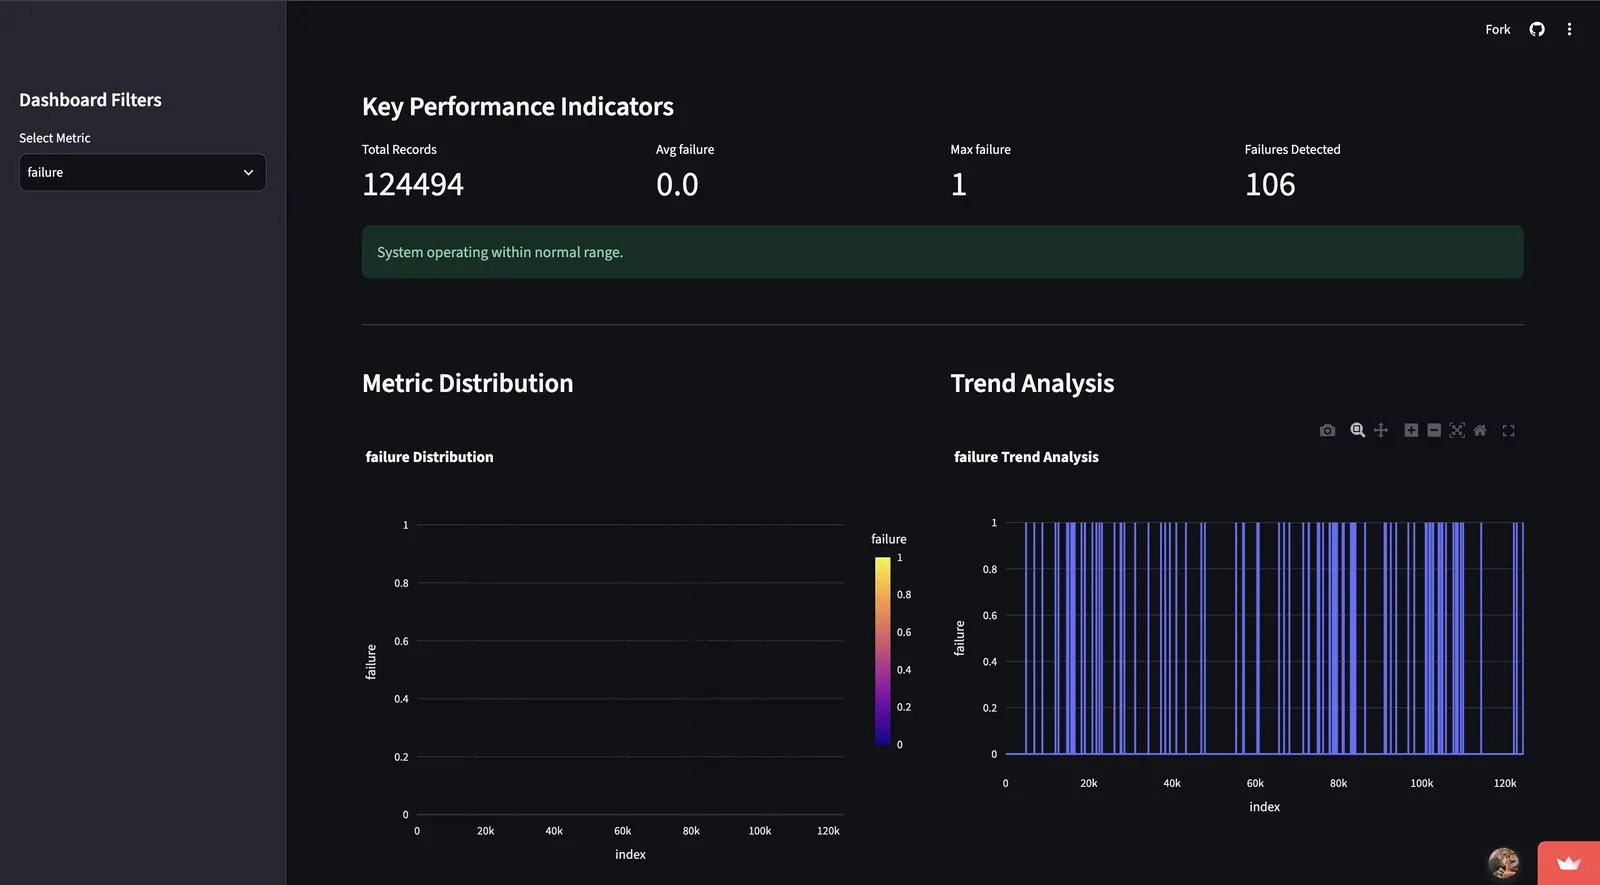 Fork
Dashboard Filters
Select Metric
failure
Key Performance Indicators
Total Records
124494
Avg failure
0.0
Max failure
1
Failures Detected
106
System operating within normal range.
Metric Distribution
failure Distribution
failure
1
0.8
0.6
0.4
0.2
0
0 20k 40k 60k 80k 100k 120k
index
failure
1
0.8
0.6
0.4
0.2
0
Trend Analysis
failure Trend Analysis
failure
1
0.8
0.6
0.4
0.2
0
0 20k 40k 60k 80k 100k 120k
index